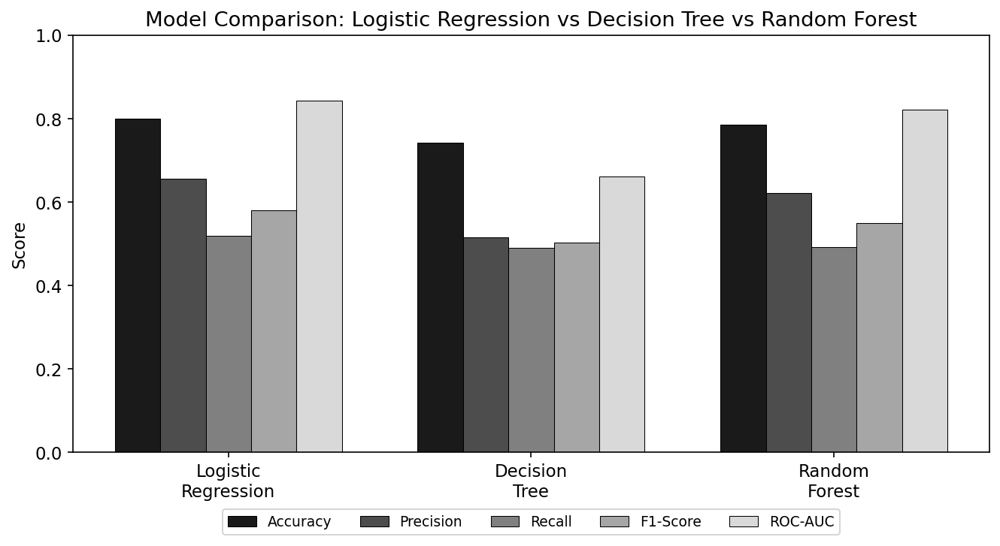 Model Comparison: Logistic Regression vs Decision Tree vs Random Forest
1.0
0.8
0.6
0.4
0.2
0.0
Score
Logistic
Regression
Decision
Tree
Random
Forest
Accuracy Precision Recall F1-Score ROC-AUC